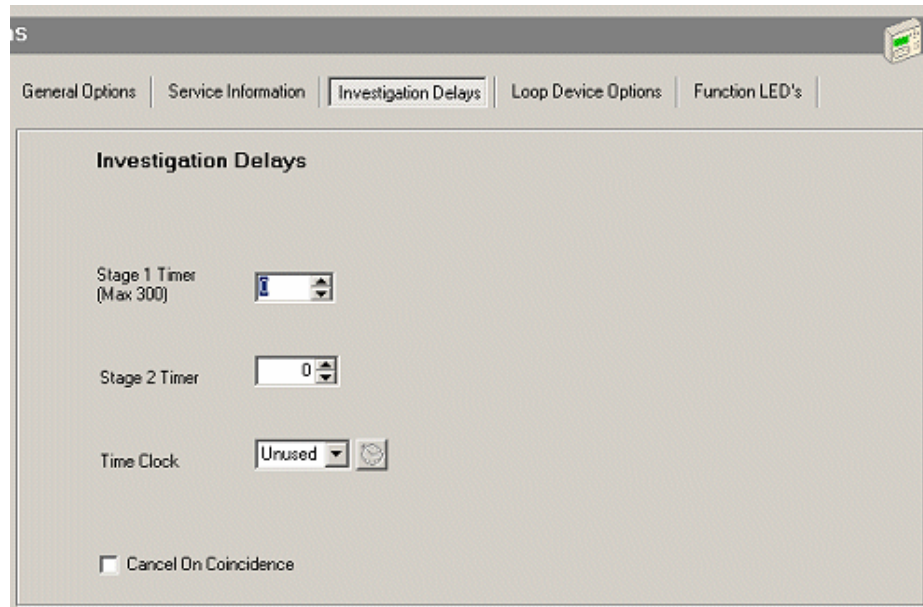 ns
General Options Service Information Investigation Delays Loop Device Options Function LED's
Investigation Delays
Stage 1 Timer
(Max 300)
0
Stage 2 Timer
0
Time Clock
Unused
Cancel On Coincidence